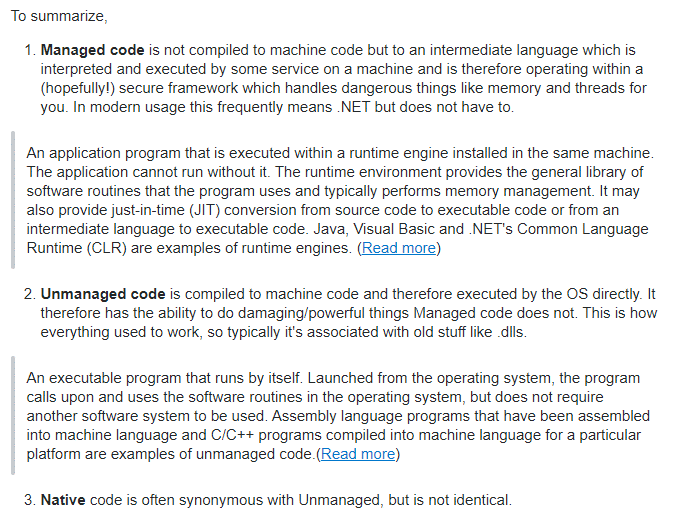 To summarize,
1. Managed code is not compiled to machine code but to an intermediate language which is
interpreted and executed by some service on a machine and is therefore operating within a
(hopefully!) secure framework which handles dangerous things like memory and threads for
you. In modern usage this frequently means .NET but does not have to.
An application program that is executed within a runtime engine installed in the same machine.
The application cannot run without it. The runtime environment provides the general library of
software routines that the program uses and typically performs memory management. It may
also provide just-in-time (JIT) conversion from source code to executable code or from an
intermediate language to executable code. Java, Visual Basic and .NET's Common Language
Runtime (CLR) are examples of runtime engines. (Read more)
2. Unmanaged code is compiled to machine code and therefore executed by the OS directly. It
therefore has the ability to do damaging/powerful things Managed code does not. This is how
everything used to work, so typically it's associated with old stuff like .dlls.
An executable program that runs by itself. Launched from the operating system, the program
calls upon and uses the software routines in the operating system, but does not require
another software system to be used. Assembly language programs that have been assembled
into machine language and C/C++ programs compiled into machine language for a particular
platform are examples of unmanaged code.(Read more)
3. Native code is often synonymous with Unmanaged, but is not identical.